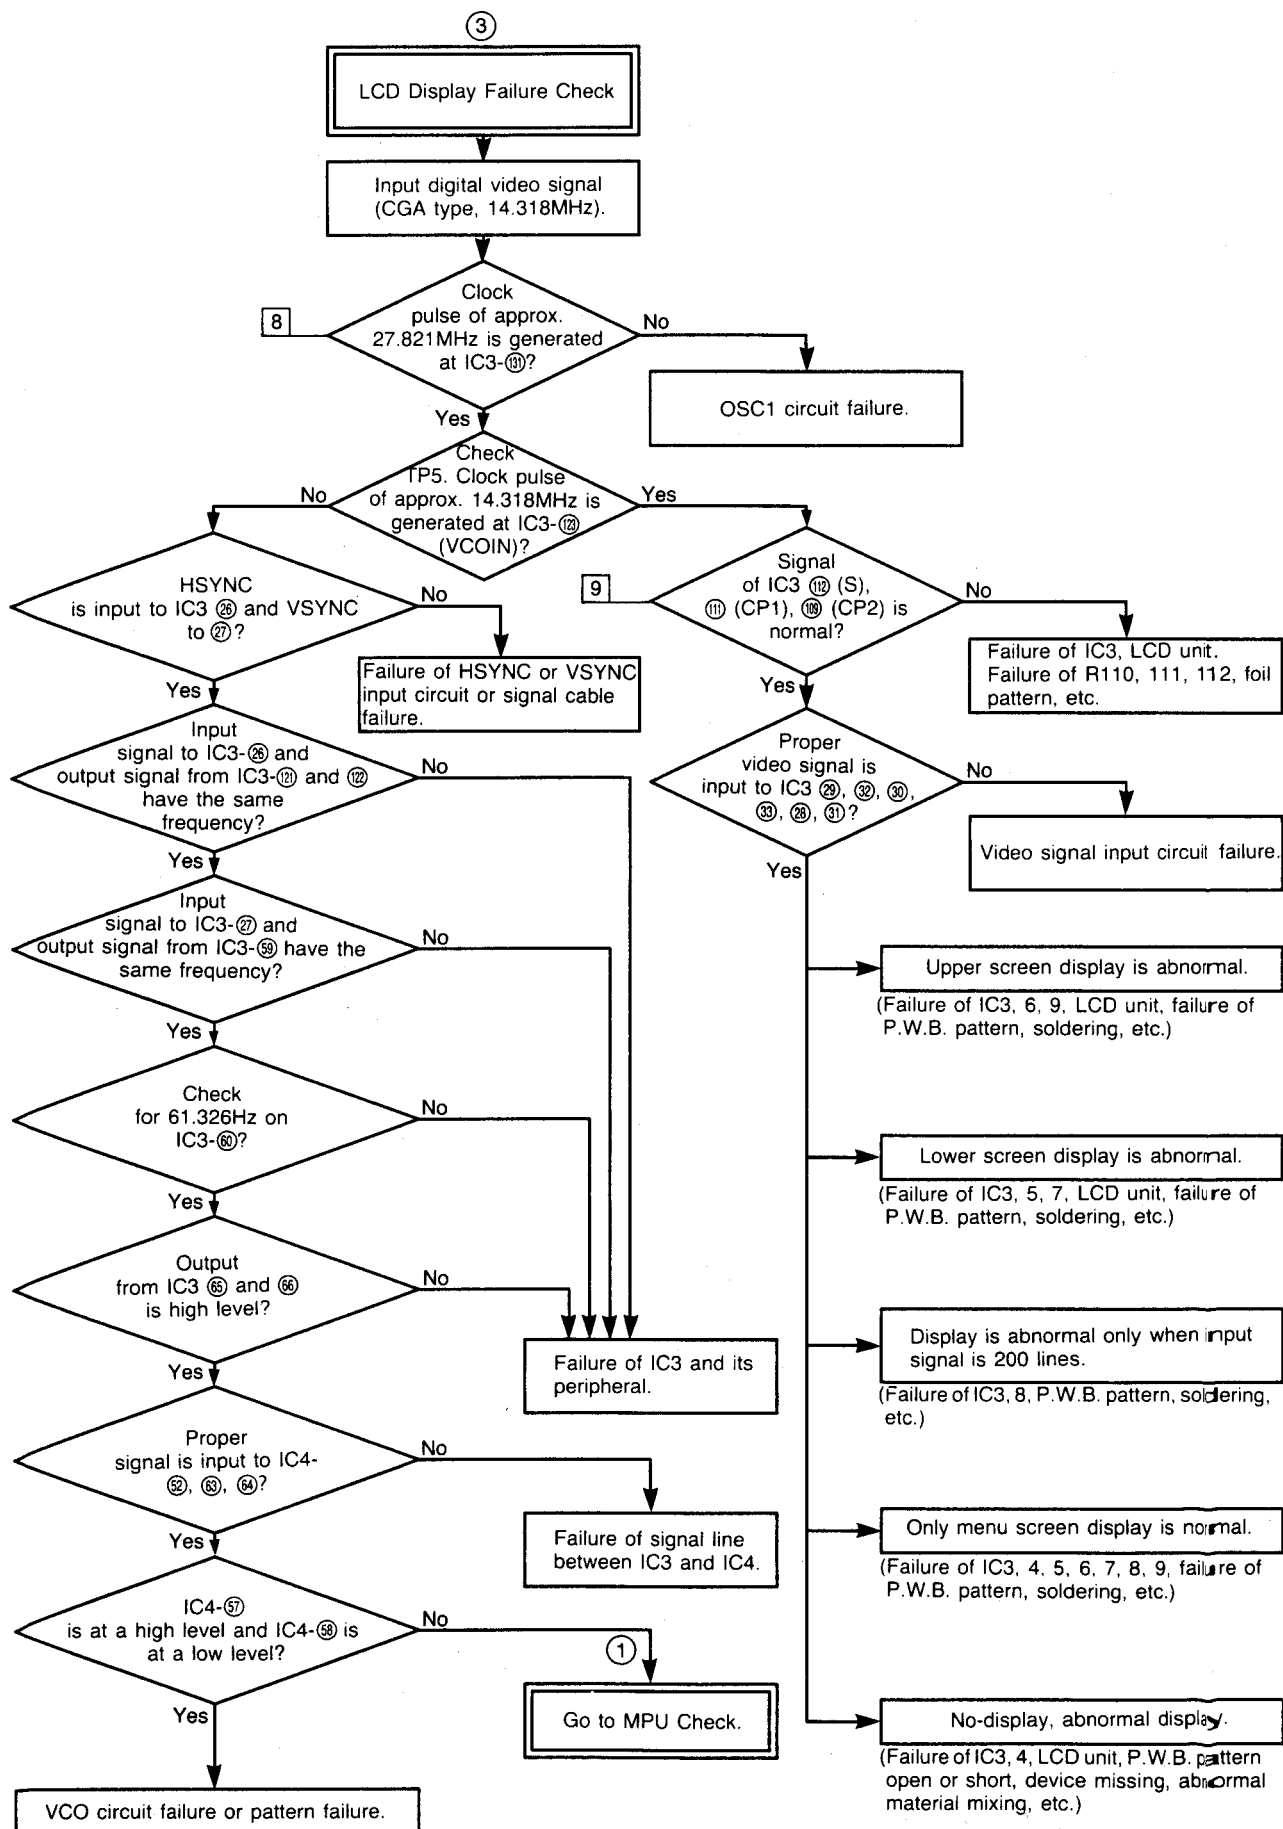 ③
LCD Display Failure Check
Input digital video signal
(CGA type, 14.318MHz).
8
Clock
pulse of approx.
27.821MHz is generated
at IC3-(131)?
No
OSC1 circuit failure.
Yes
Check
TP5. Clock pulse
of approx. 14.318MHz is
generated at IC3-(123)
(VCOIN)?
No
Yes
HSYNC
is input to IC3 ㉖ and VSYNC
to ㉗?
No
Failure of HSYNC or VSYNC
input circuit or signal cable
failure.
Yes
Input
signal to IC3-㉖ and
output signal from IC3-(121) and (122)
have the same
frequency?
No
Yes
Input
signal to IC3-㉗ and
output signal from IC3-(59) have the
same frequency?
No
Yes
Check
for 61.326Hz on
IC3-(60)?
No
Yes
Output
from IC3 (65) and (66)
is high level?
No
Failure of IC3 and its
peripheral.
Yes
Proper
signal is input to IC4-
(52), (63), (64)?
No
Failure of signal line
between IC3 and IC4.
Yes
IC4-(57)
is at a high level and IC4-(58) is
at a low level?
No
①
Go to MPU Check.
Yes
VCO circuit failure or pattern failure.
9
Signal
of IC3 (112) (S),
(111) (CP1), (109) (CP2) is
normal?
No
Failure of IC3, LCD unit.
Failure of R110, 111, 112, foil
pattern, etc.
Yes
Proper
video signal is
input to IC3 ㉙, ㉜, ㉚,
㉝, ㉘, ㉛?
No
Video signal input circuit failure.
Yes
Upper screen display is abnormal.
(Failure of IC3, 6, 9, LCD unit, failure of
P.W.B. pattern, soldering, etc.)
Lower screen display is abnormal.
(Failure of IC3, 5, 7, LCD unit, failure of
P.W.B. pattern, soldering, etc.)
Display is abnormal only when input
signal is 200 lines.
(Failure of IC3, 8, P.W.B. pattern, soldering,
etc.)
Only menu screen display is normal.
(Failure of IC3, 4, 5, 6, 7, 8, 9, failure of
P.W.B. pattern, soldering, etc.)
No-display, abnormal display.
(Failure of IC3, 4, LCD unit, P.W.B. pattern
open or short, device missing, abnormal
material mixing, etc.)